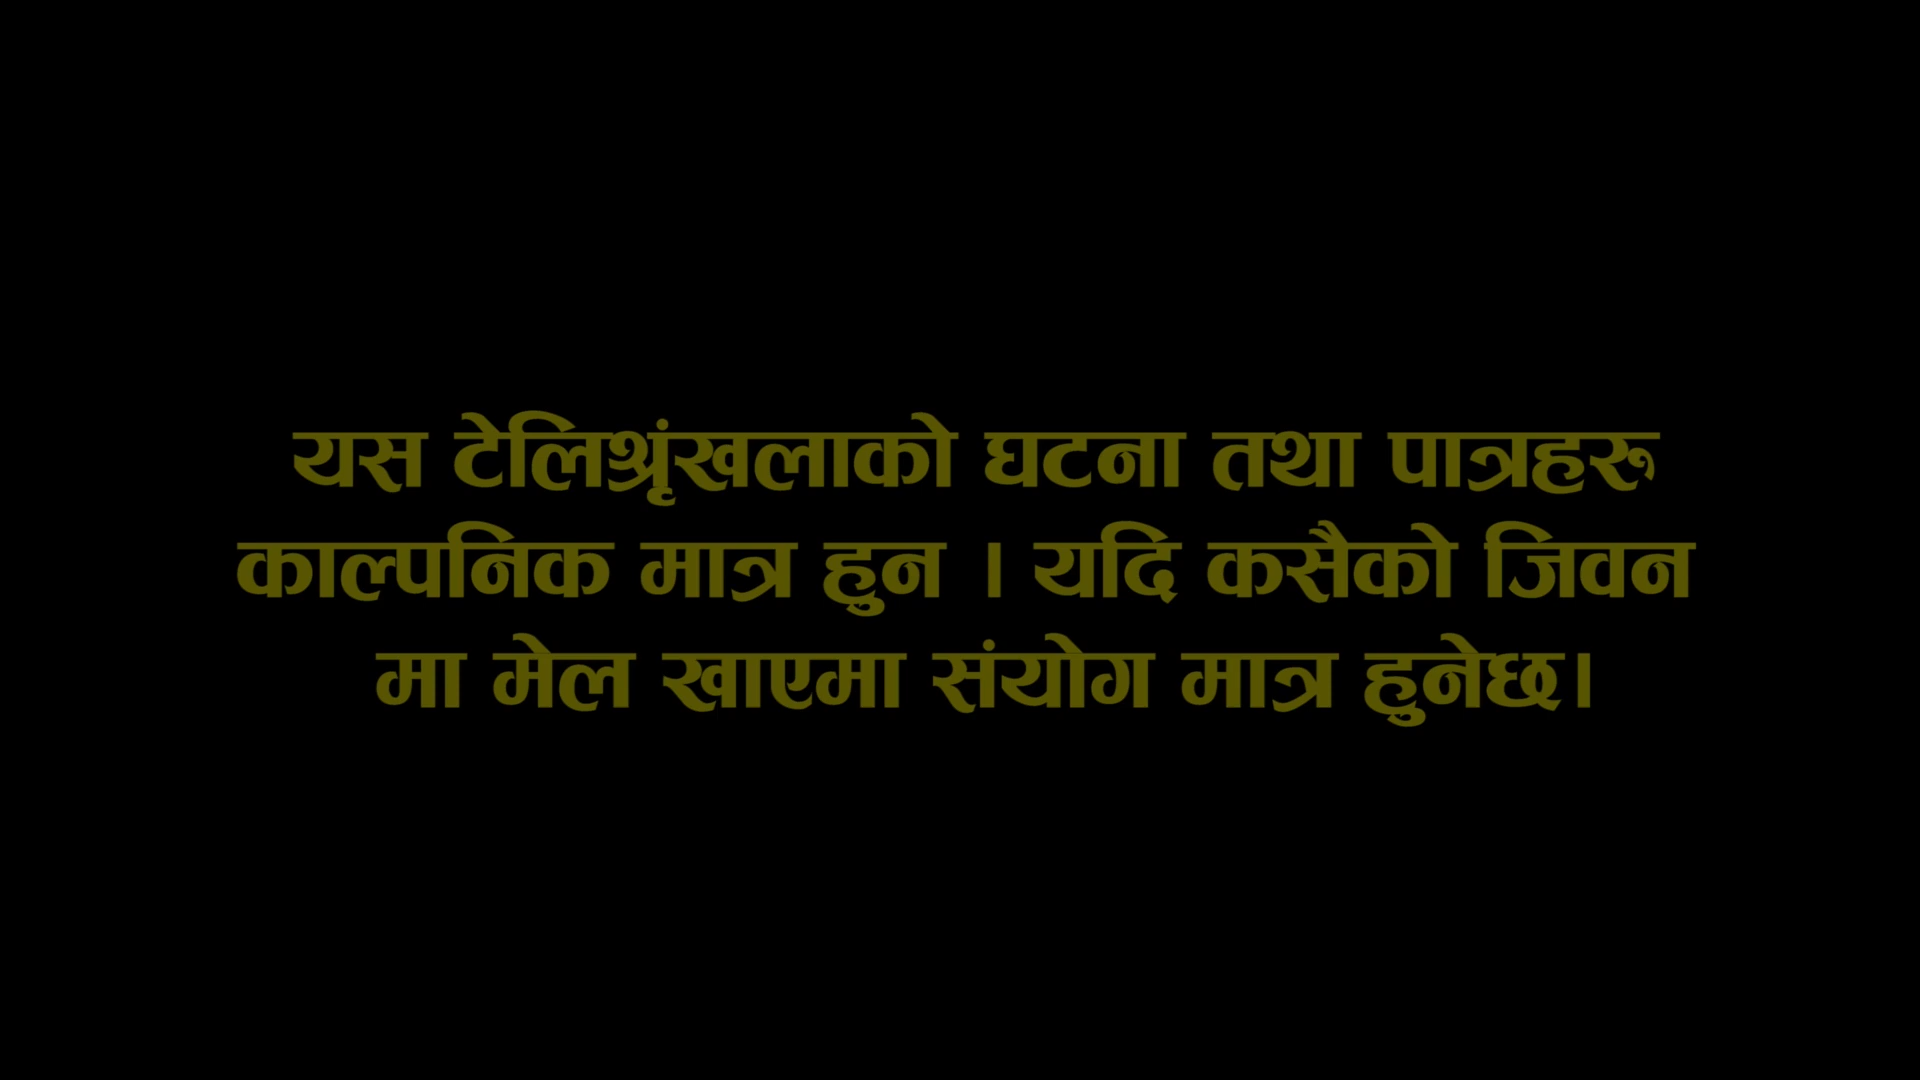 यस टेलिश्रृंखलाको घटना तथा पात्रहरु
काल्पनिक मात्र हुन । यदि कसैको जिवन
मा मेल खाएमा संयोग मात्र हुनेछ।